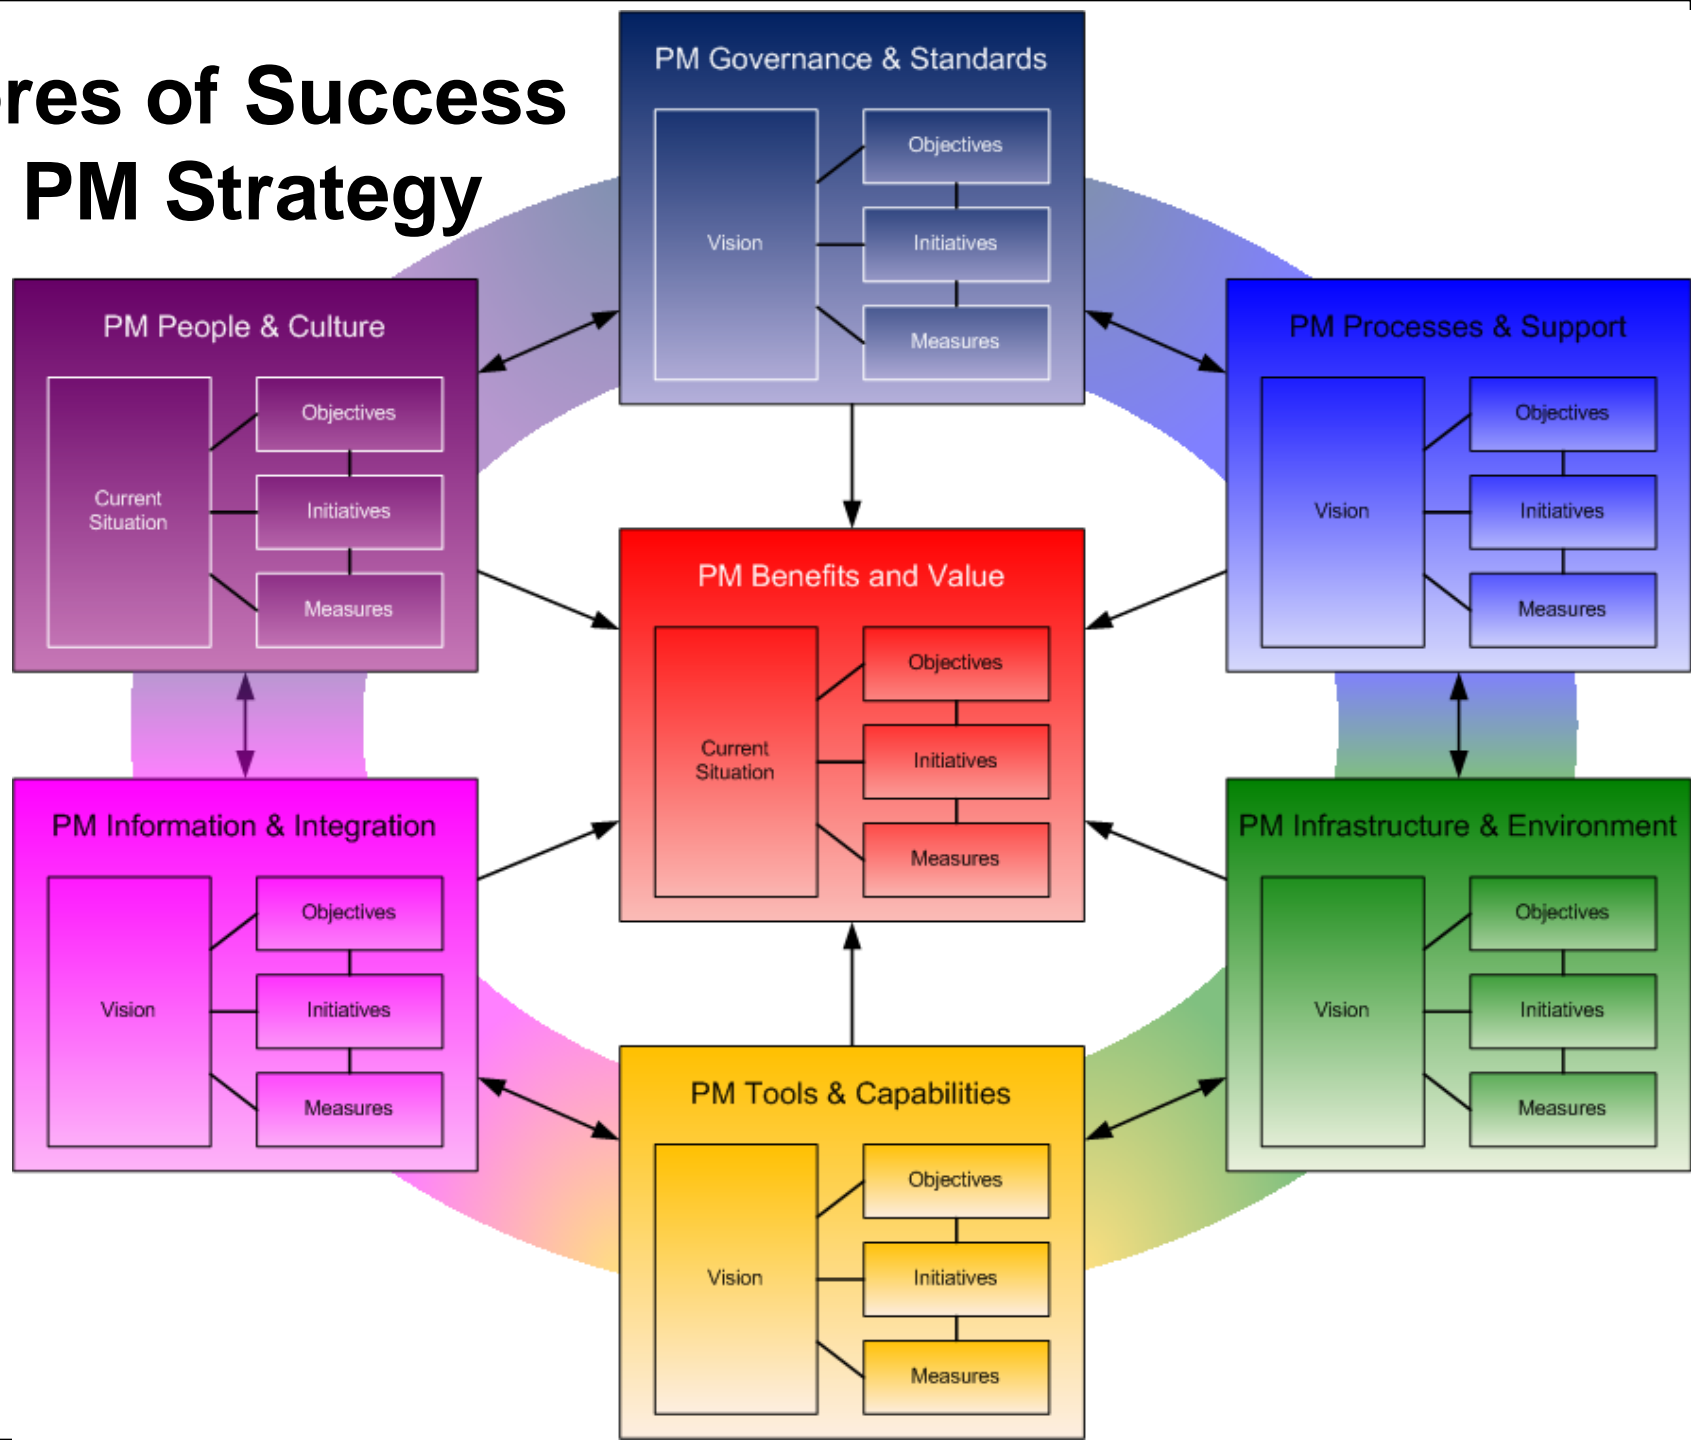 res of Success
PM Strategy
PM Governance & Standards
Vision
Objectives
Initiatives
Measures
PM People & Culture
Current
Situation
Objectives
Initiatives
Measures
PM Processes & Support
Vision
Objectives
Initiatives
Measures
PM Benefits and Value
Current
Situation
Objectives
Initiatives
Measures
PM Information & Integration
Vision
Objectives
Initiatives
Measures
PM Infrastructure & Environment
Vision
Objectives
Initiatives
Measures
PM Tools & Capabilities
Vision
Objectives
Initiatives
Measures